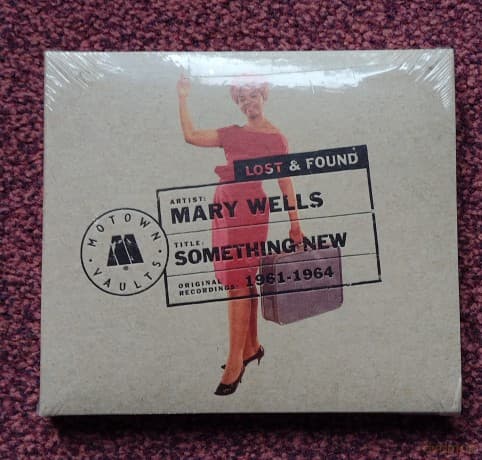 LOST & FOUND
ARTIST:
MARY WELLS
TITLE:
SOMETHING NEW
ORIGINAL
RECORDINGS: 1961-1964
MOTOWN
VAULTS